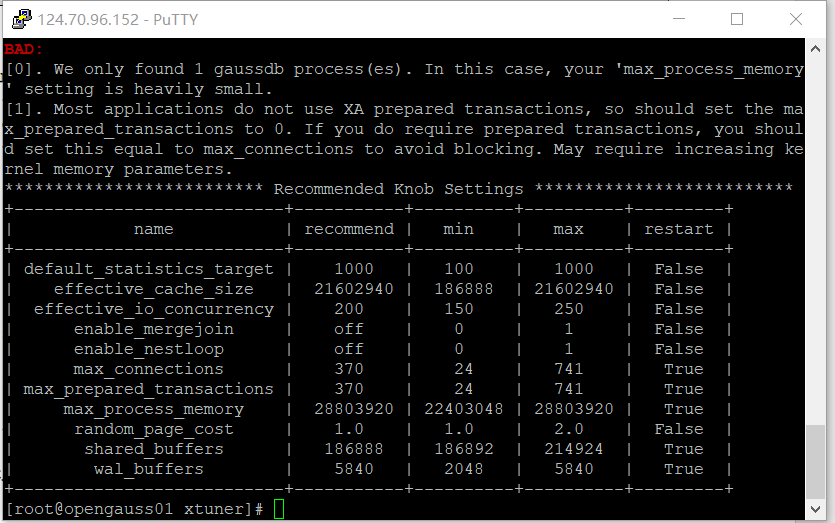 124.70.96.152 - PuTTY
BAD:
[0]. We only found 1 gaussdb process(es). In this case, your 'max_process_memory
' setting is heavily small.
[1]. Most applications do not use XA prepared transactions, so should set the ma
x_prepared_transactions to 0. If you do require prepared transactions, you shoul
d set this equal to max_connections to avoid blocking. May require increasing ke
rnel memory parameters.
************************** Recommended Knob Settings **************************
+---------------------------+-----------+----------+----------+---------+
|            name           | recommend |   min    |   max    | restart |
+---------------------------+-----------+----------+----------+---------+
| default_statistics_target |    1000   |   100    |   1000   |  False  |
|    effective_cache_size   |  21602940 |  186888  | 21602940 |  False  |
|  effective_io_concurrency |    200    |   150    |   250    |  False  |
|      enable_mergejoin     |    off    |    0     |    1     |  False  |
|      enable_nestloop      |    off    |    0     |    1     |  False  |
|      max_connections      |    370    |    24    |   741    |   True  |
| max_prepared_transactions |    370    |    24    |   741    |   True  |
|     max_process_memory    |  28803920 | 22403048 | 28803920 |   True  |
|      random_page_cost     |    1.0    |   1.0    |   2.0    |  False  |
|       shared_buffers      |   186888  |  186892  |  214924  |   True  |
|        wal_buffers        |    5840   |   2048   |   5840   |   True  |
+---------------------------+-----------+----------+----------+---------+
[root@opengauss01 xtuner]#